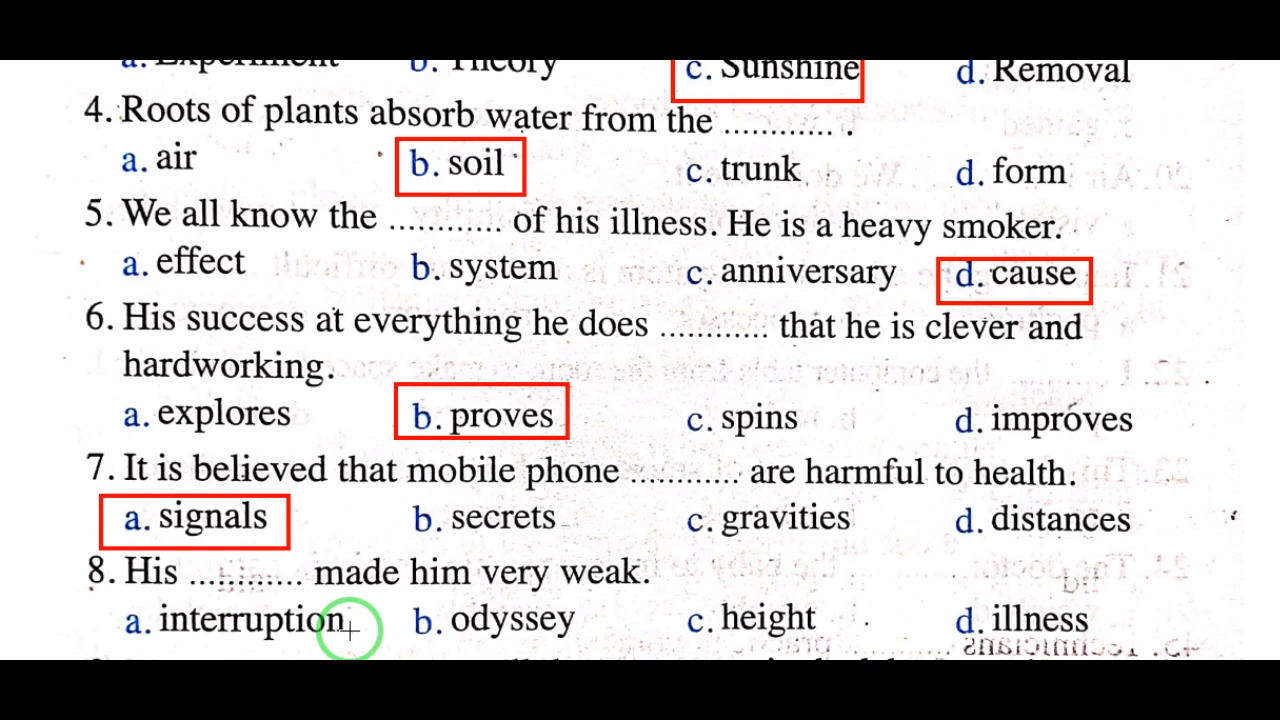 a. Experiment b. Theory c. Sunshine d. Removal
4. Roots of plants absorb water from the ............ .
a. air b. soil c. trunk d. form
5. We all know the ............ of his illness. He is a heavy smoker.
a. effect b. system c. anniversary d. cause
6. His success at everything he does ............ that he is clever and
hardworking.
a. explores b. proves c. spins d. improves
7. It is believed that mobile phone ............ are harmful to health.
a. signals b. secrets c. gravities d. distances
8. His ............ made him very weak.
a. interruption b. odyssey c. height d. illness